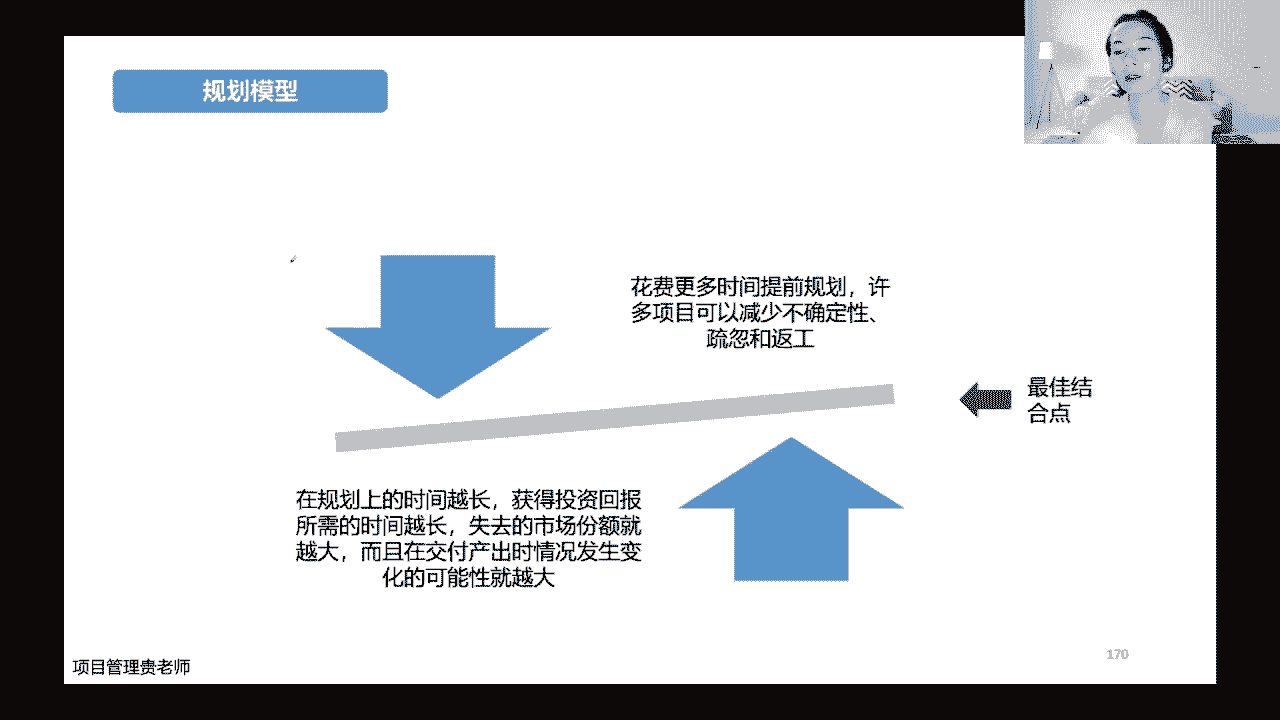 规划模型
花费更多时间提前规划，许
多项目可以减少不确定性、
疏忽和返工
最佳结
合点
在规划上的时间越长，获得投资回报
所需的时间越长，失去的市场份额就
越大，而且在交付产出时情况发生变
化的可能性就越大
项目管理贵老师
170